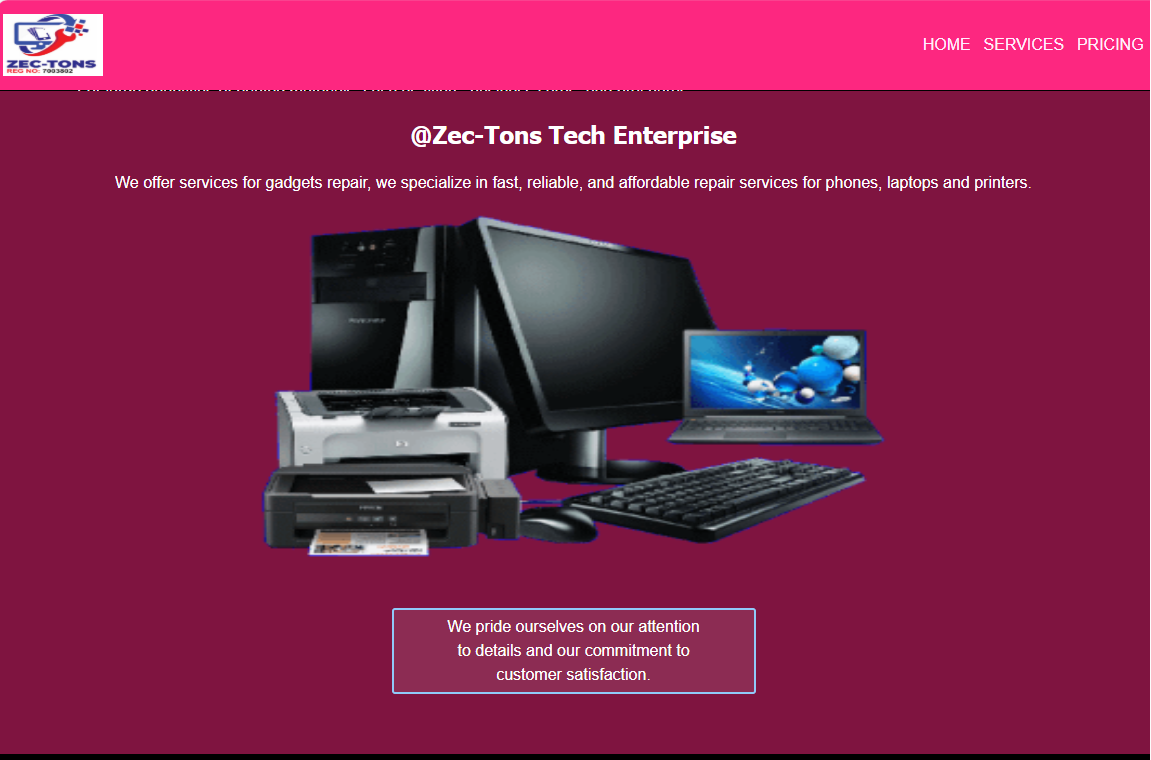 ZEC-TONS
REG NO: 7003802
HOME SERVICES PRICING
@Zec-Tons Tech Enterprise
We offer services for gadgets repair, we specialize in fast, reliable, and affordable repair services for phones, laptops and printers.
hp
EPSON
We pride ourselves on our attention
to details and our commitment to
customer satisfaction.